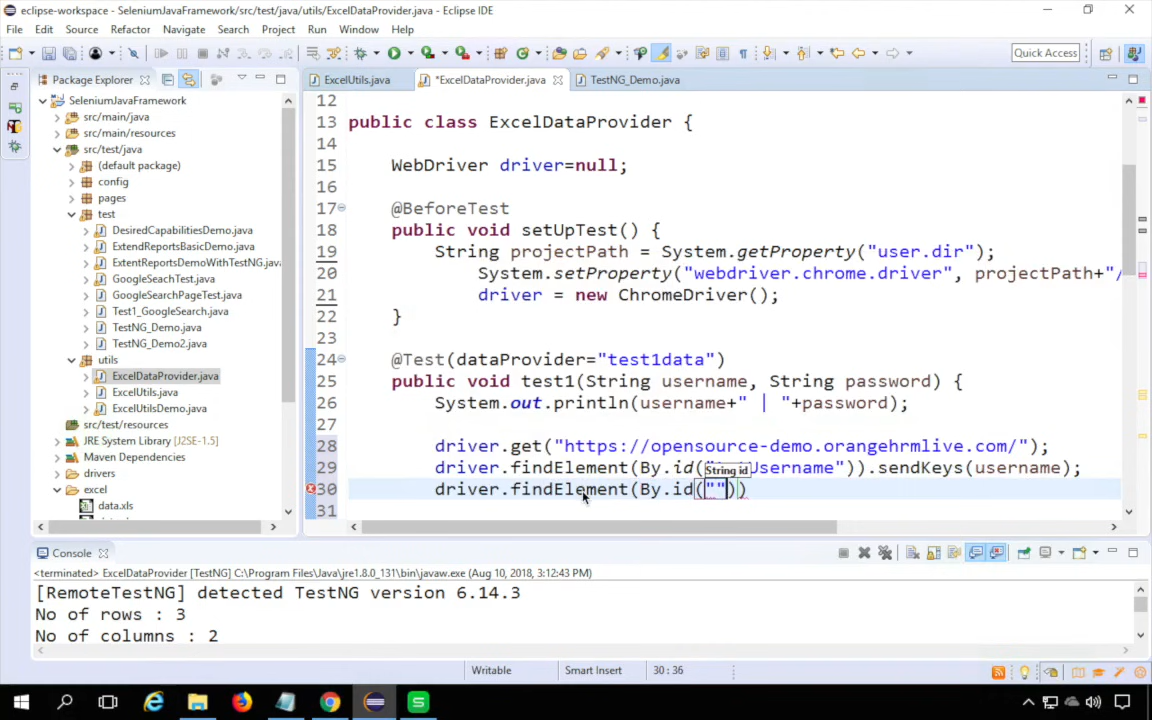 eclipse-workspace - SeleniumJavaFramework/src/test/java/utils/ExcelDataProvider.java - Eclipse IDE
File Edit Source Refactor Navigate Search Project Run Window Help
Quick Access
Package Explorer
ExcelUtils.java *ExcelDataProvider.java TestNG_Demo.java
SeleniumJavaFramework
src/main/java
src/main/resources
src/test/java
(default package)
config
pages
test
DesiredCapabilitiesDemo.java
ExtendReportsBasicDemo.java
ExtentReportsDemoWithTestNG.java
GoogleSeachTest.java
GoogleSearchPageTest.java
Test1_GoogleSearch.java
TestNG_Demo.java
TestNG_Demo2.java
utils
ExcelDataProvider.java
ExcelUtils.java
ExcelUtilsDemo.java
src/test/resources
JRE System Library [J2SE-1.5]
Maven Dependencies
drivers
excel
data.xls
12
13 public class ExcelDataProvider {
14
15 WebDriver driver=null;
16
17 @BeforeTest
18 public void setUpTest() {
19 String projectPath = System.getProperty("user.dir");
20 System.setProperty("webdriver.chrome.driver", projectPath+"/
21 driver = new ChromeDriver();
22 }
23
24 @Test(dataProvider="test1data")
25 public void test1(String username, String password) {
26 System.out.println(username+" | "+password);
27
28 driver.get("https://opensource-demo.orangehrmlive.com/");
29 driver.findElement(By.id(" Username")).sendKeys(username);
String id
30 driver.findElement(By.id(""))
31
Console
<terminated> ExcelDataProvider [TestNG] C:\Program Files\Java\jre1.8.0_131\bin\javaw.exe (Aug 10, 2018, 3:12:43 PM)
[RemoteTestNG] detected TestNG version 6.14.3
No of rows : 3
No of columns : 2
Writable Smart Insert 30 : 36